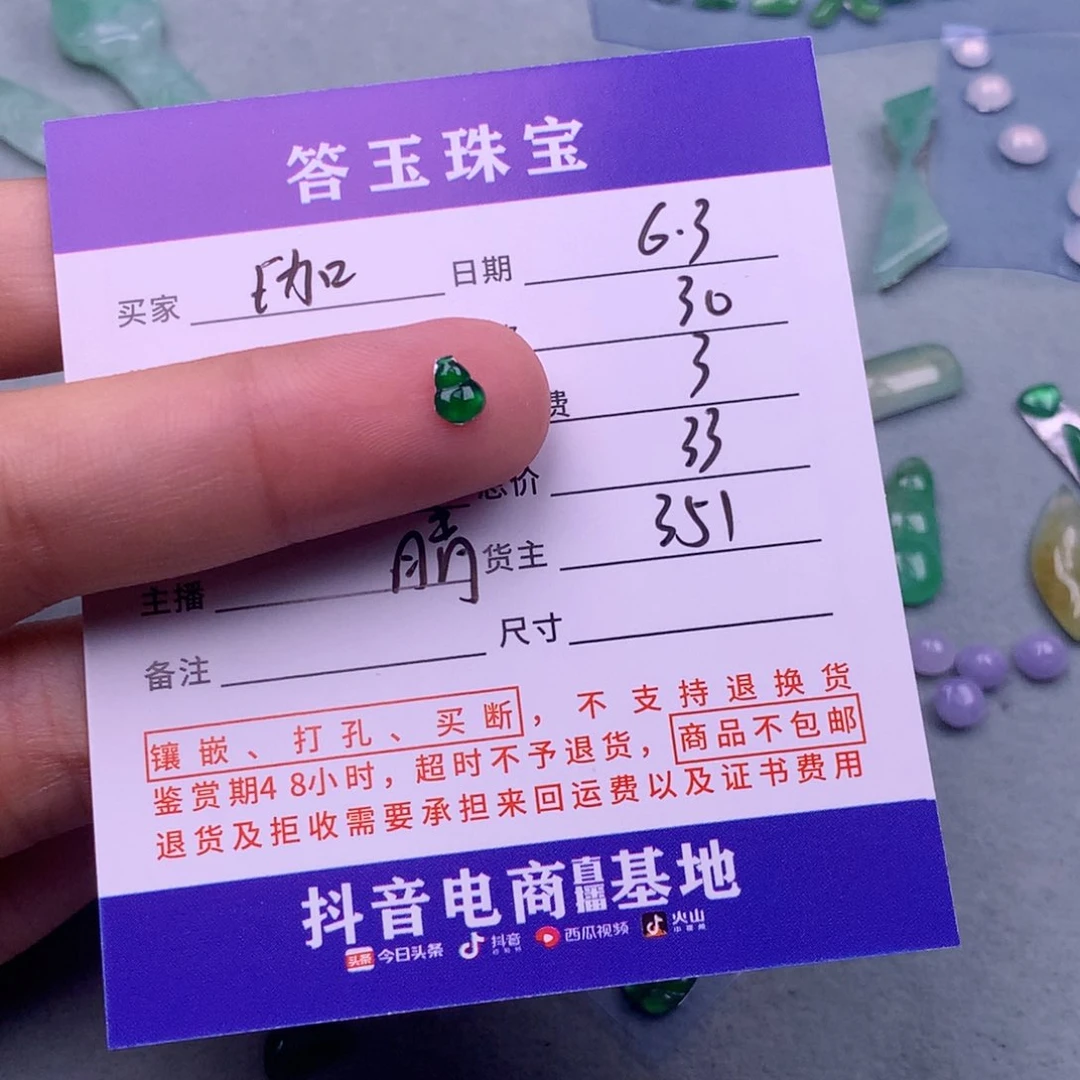 答玉珠宝
买家 日期 6.3
30
费 3
总价 33
主播 晴 货主 351
备注 尺寸
镶嵌、打孔、买断，不支持退换货
鉴赏期48小时，超时不予退货，商品不包邮
退货及拒收需要承担来回运费以及证书费用
抖音电商直播基地
今日头条 抖音 西瓜视频 火山